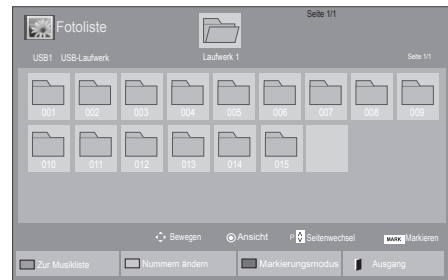 Seite 1/1
Fotoliste
USB1 USB-Laufwerk
Laufwerk 1
Seite 1/1
001 002 003 004 005 006 007 008 009
010 011 012 013 014 015
Bewegen Ansicht P Seitenwechsel MARK Markieren
Zur Musikliste Nummern ändern Markierungsmodus Ausgang